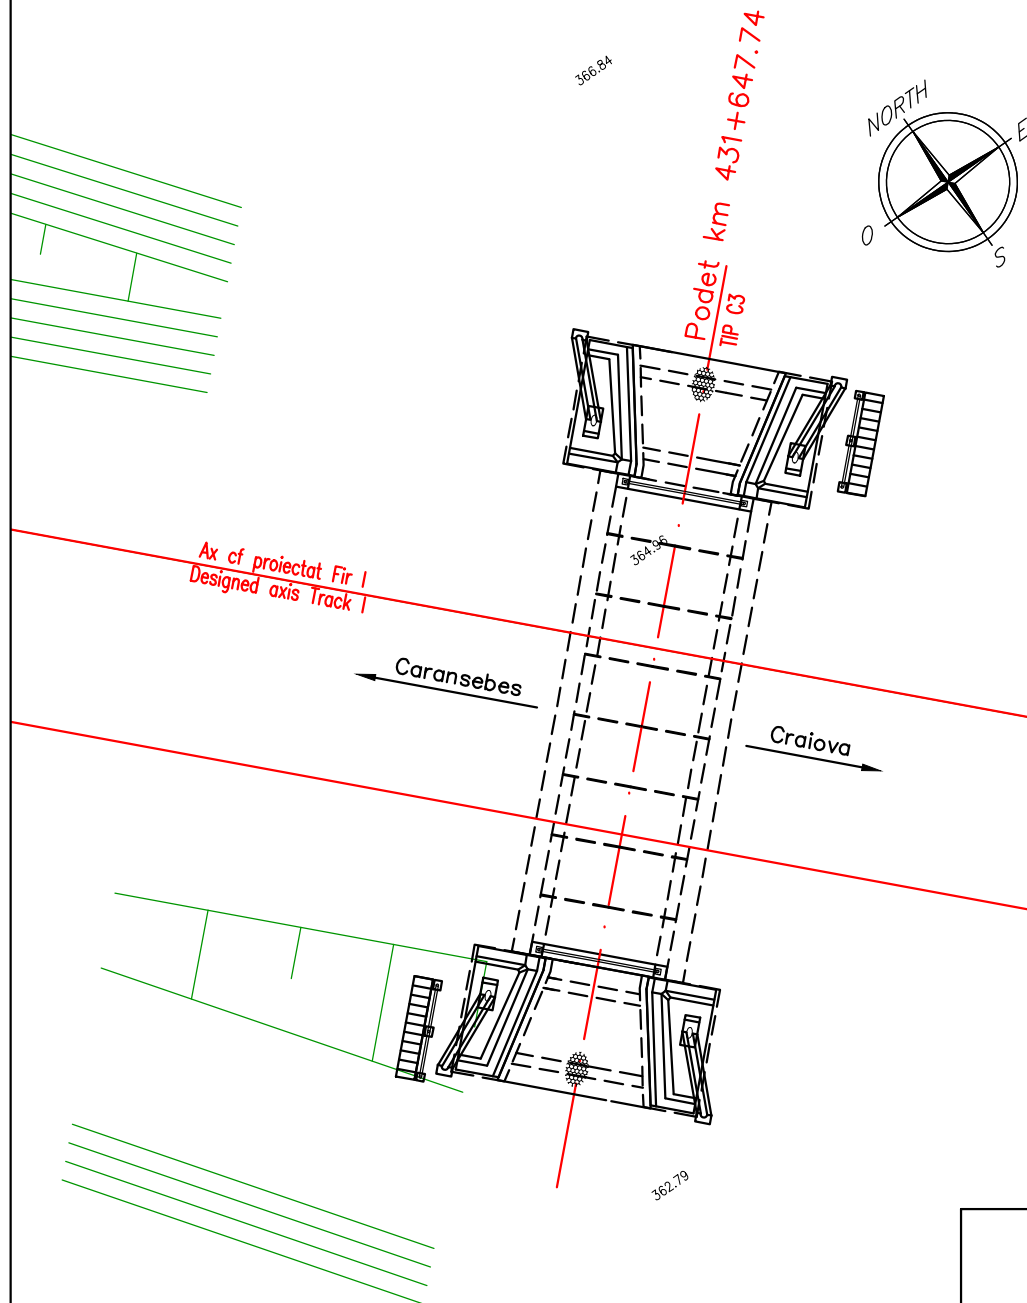 366.84
Podet km 431+647.74
TIP C3
NORTH
E
O
S
364.96
Ax cf proiectat Fir I
Designed axis Track I
Caransebes
Craiova
362.79